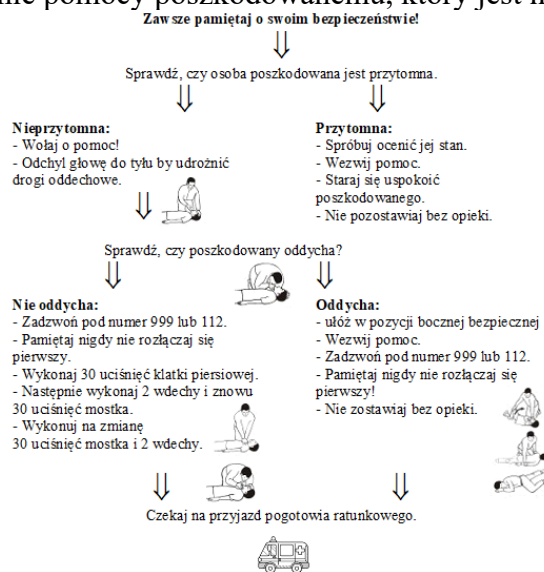 pomocy poszkodowanemu, który jest
Zawsze pamiętaj o swoim bezpieczeństwie!
Sprawdź, czy osoba poszkodowana jest przytomna.
Nieprzytomna:
- Wołaj o pomoc!
- Odchyl głowę do tyłu by udrożnić
drogi oddechowe.
Przytomna:
- Spróbuj ocenić jej stan.
- Wezwij pomoc.
- Staraj się uspokoić
poszkodowanego.
- Nie pozostawiaj bez opieki.
Sprawdź, czy poszkodowany oddycha?
Nie oddycha:
- Zadzwoń pod numer 999 lub 112.
- Pamiętaj nigdy nie rozłączaj się
pierwszy.
- Wykonaj 30 uciśnięć klatki piersiowej.
- Następnie wykonaj 2 wdechy i znowu
30 uciśnięć mostka.
- Wykonuj na zmianę
30 uciśnięć mostka i 2 wdechy.
Oddycha:
- ułóż w pozycji bocznej bezpiecznej
- Wezwij pomoc.
- Zadzwoń pod numer 999 lub 112.
- Pamiętaj nigdy nie rozłączaj się
pierwszy!
- Nie zostawiaj bez opieki.
Czekaj na przyjazd pogotowia ratunkowego.